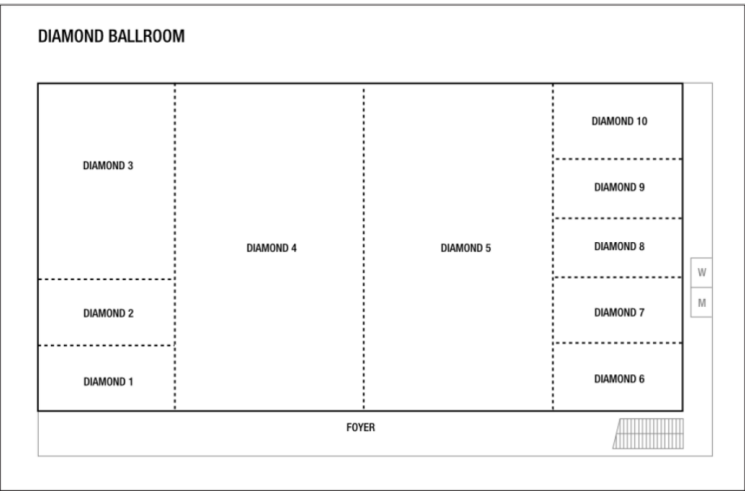 DIAMOND BALLROOM
DIAMOND 10
DIAMOND 3
DIAMOND 9
DIAMOND 4
DIAMOND 5
DIAMOND 8
W
M
DIAMOND 2
DIAMOND 7
DIAMOND 1
DIAMOND 6
FOYER